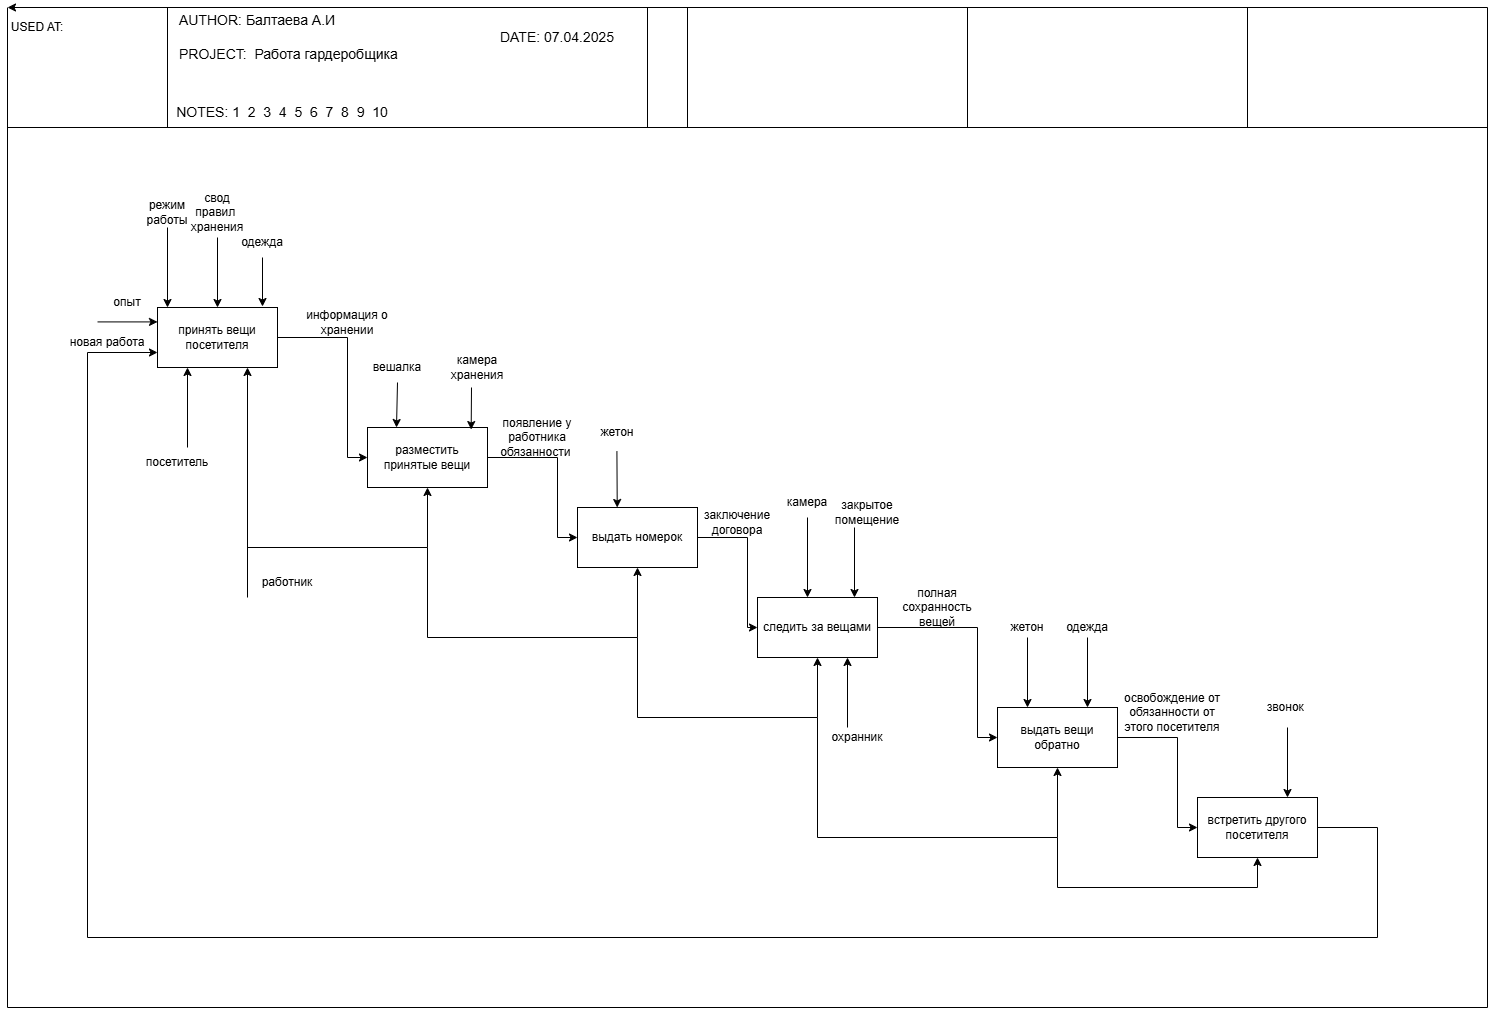 USED AT:
AUTHOR: Балтаева А.И
DATE: 07.04.2025
PROJECT:  Работа гардеробщика
NOTES: 1  2  3  4  5  6  7  8  9  10
режим
работы
свод
правил
хранения
одежда
опыт
новая работа
принять вещи
посетителя
информация о
хранении
посетитель
работник
вешалка
камера
хранения
разместить
принятые вещи
появление у
работника
обязанности
жетон
выдать номерок
заключение
договора
камера
закрытое
помещение
следить за вещами
охранник
полная
сохранность
вещей
жетон
одежда
выдать вещи
обратно
освобождение от
обязанности от
этого посетителя
звонок
встретить другого
посетителя